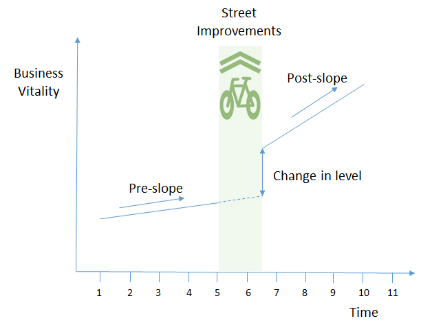 Street
Improvements
Business
Vitality
Post-slope
Change in level
Pre-slope
1 2 3 4 5 6 7 8 9 10 11
Time